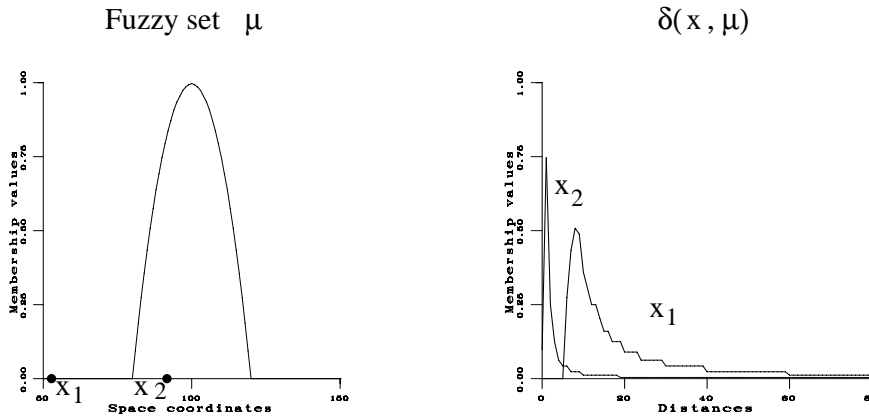 Fuzzy set μ
δ(x , μ)
Membership values
0.00 0.25 0.50 0.75 1.00
x1
x2
50 100 150
Space coordinates
Membership values
0.00 0.25 0.50 0.75 1.00
x2
x1
0 20 40 60
Distances